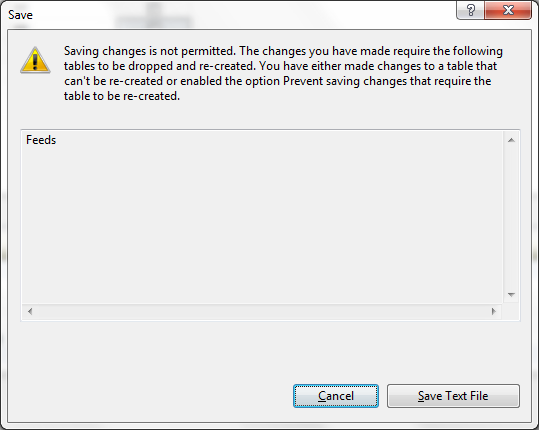 Save
Saving changes is not permitted. The changes you have made require the following
tables to be dropped and re-created. You have either made changes to a table that
can't be re-created or enabled the option Prevent saving changes that require the
table to be re-created.
Feeds
Cancel
Save Text File